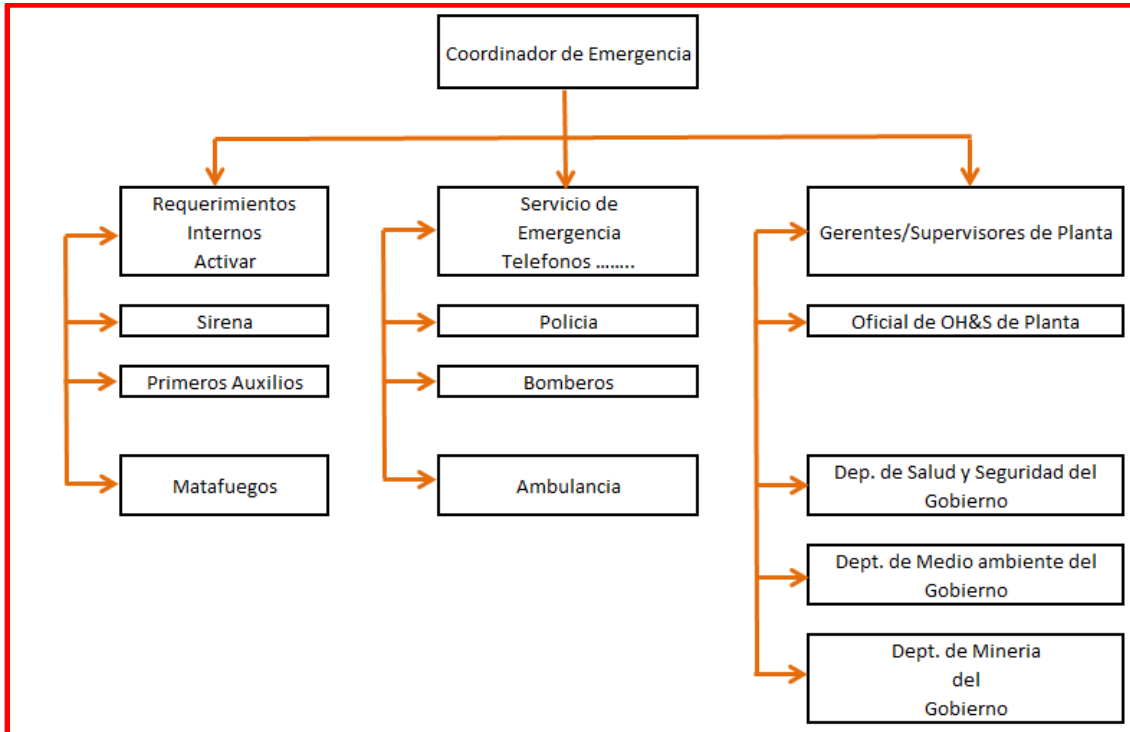 Coordinador de Emergencia
Requerimientos
Internos
Activar
Sirena
Primeros Auxilios
Matafuegos
Servicio de
Emergencia
Telefonos ........
Policia
Bomberos
Ambulancia
Gerentes/Supervisores de Planta
Oficial de OH&S de Planta
Dep. de Salud y Seguridad del
Gobierno
Dept. de Medio ambiente del
Gobierno
Dept. de Mineria
del
Gobierno